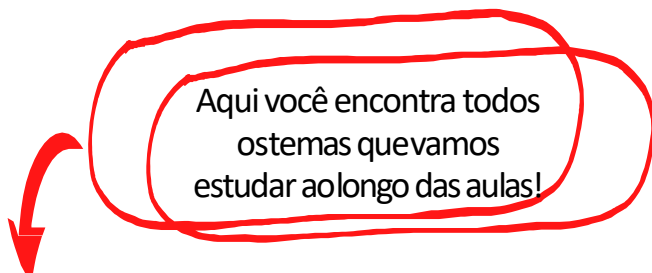 Aqui você encontra todos
ostemas quevamos
estudar aolongo das aulas!